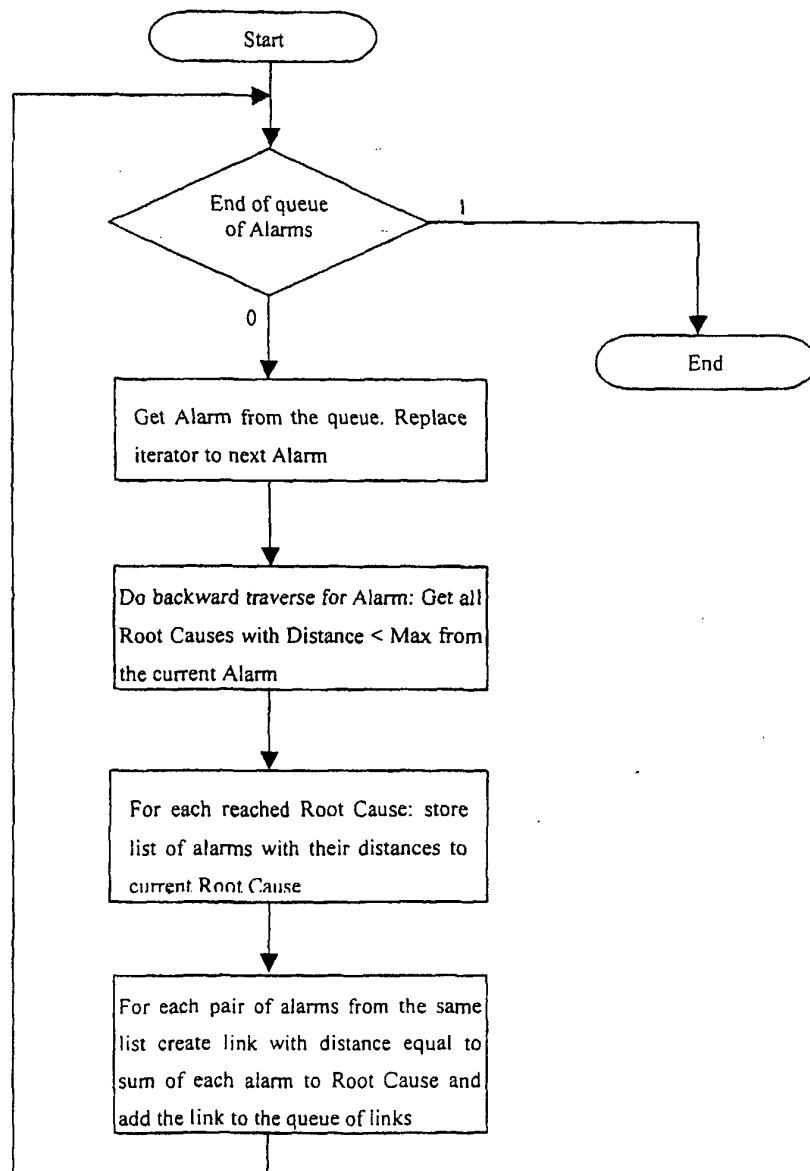 Start
End of queue
of Alarms
1
0
End
Get Alarm from the queue. Replace
iterator to next Alarm
Do backward traverse for Alarm: Get all
Root Causes with Distance < Max from
the current Alarm
For each reached Root Cause: store
list of alarms with their distances to
current Root Cause
For each pair of alarms from the same
list create link with distance equal to
sum of each alarm to Root Cause and
add the link to the queue of links